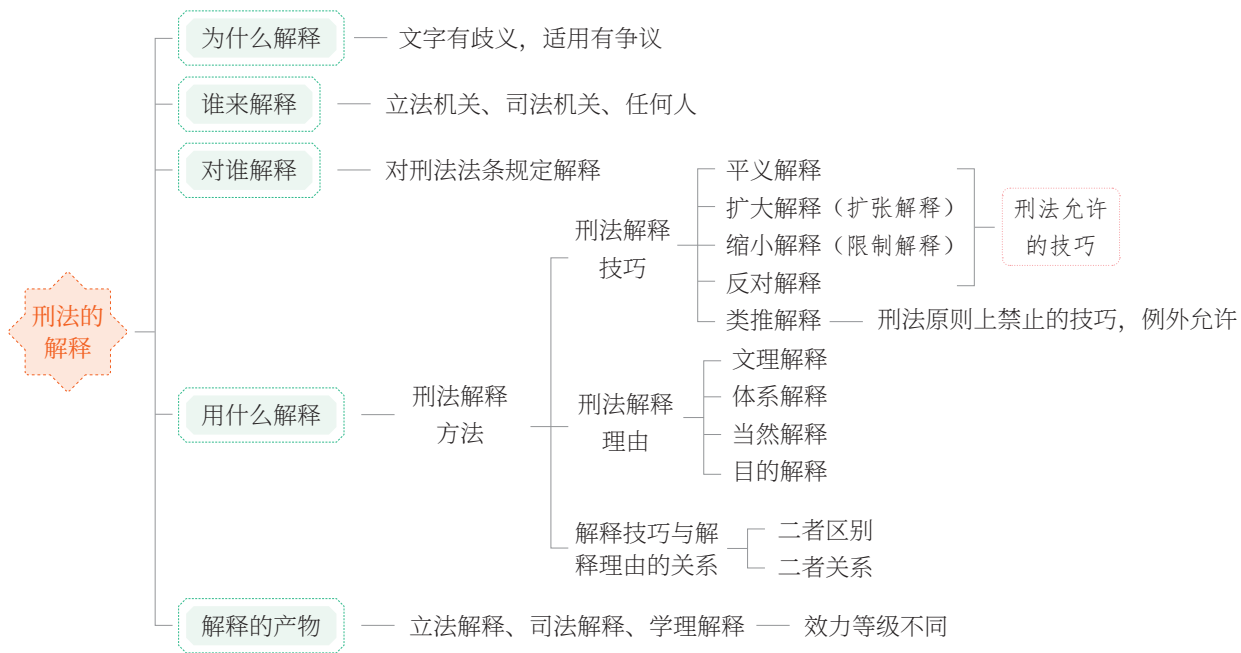 刑法的
解释
为什么解释
文字有歧义，适用有争议
谁来解释
立法机关、司法机关、任何人
对谁解释
对刑法法条规定解释
用什么解释
刑法解释
方法
刑法解释
技巧
平义解释
扩大解释（扩张解释）
缩小解释（限制解释）
反对解释
刑法允许
的技巧
类推解释
刑法原则上禁止的技巧，例外允许
刑法解释
理由
文理解释
体系解释
当然解释
目的解释
解释技巧与解
释理由的关系
二者区别
二者关系
解释的产物
立法解释、司法解释、学理解释
效力等级不同